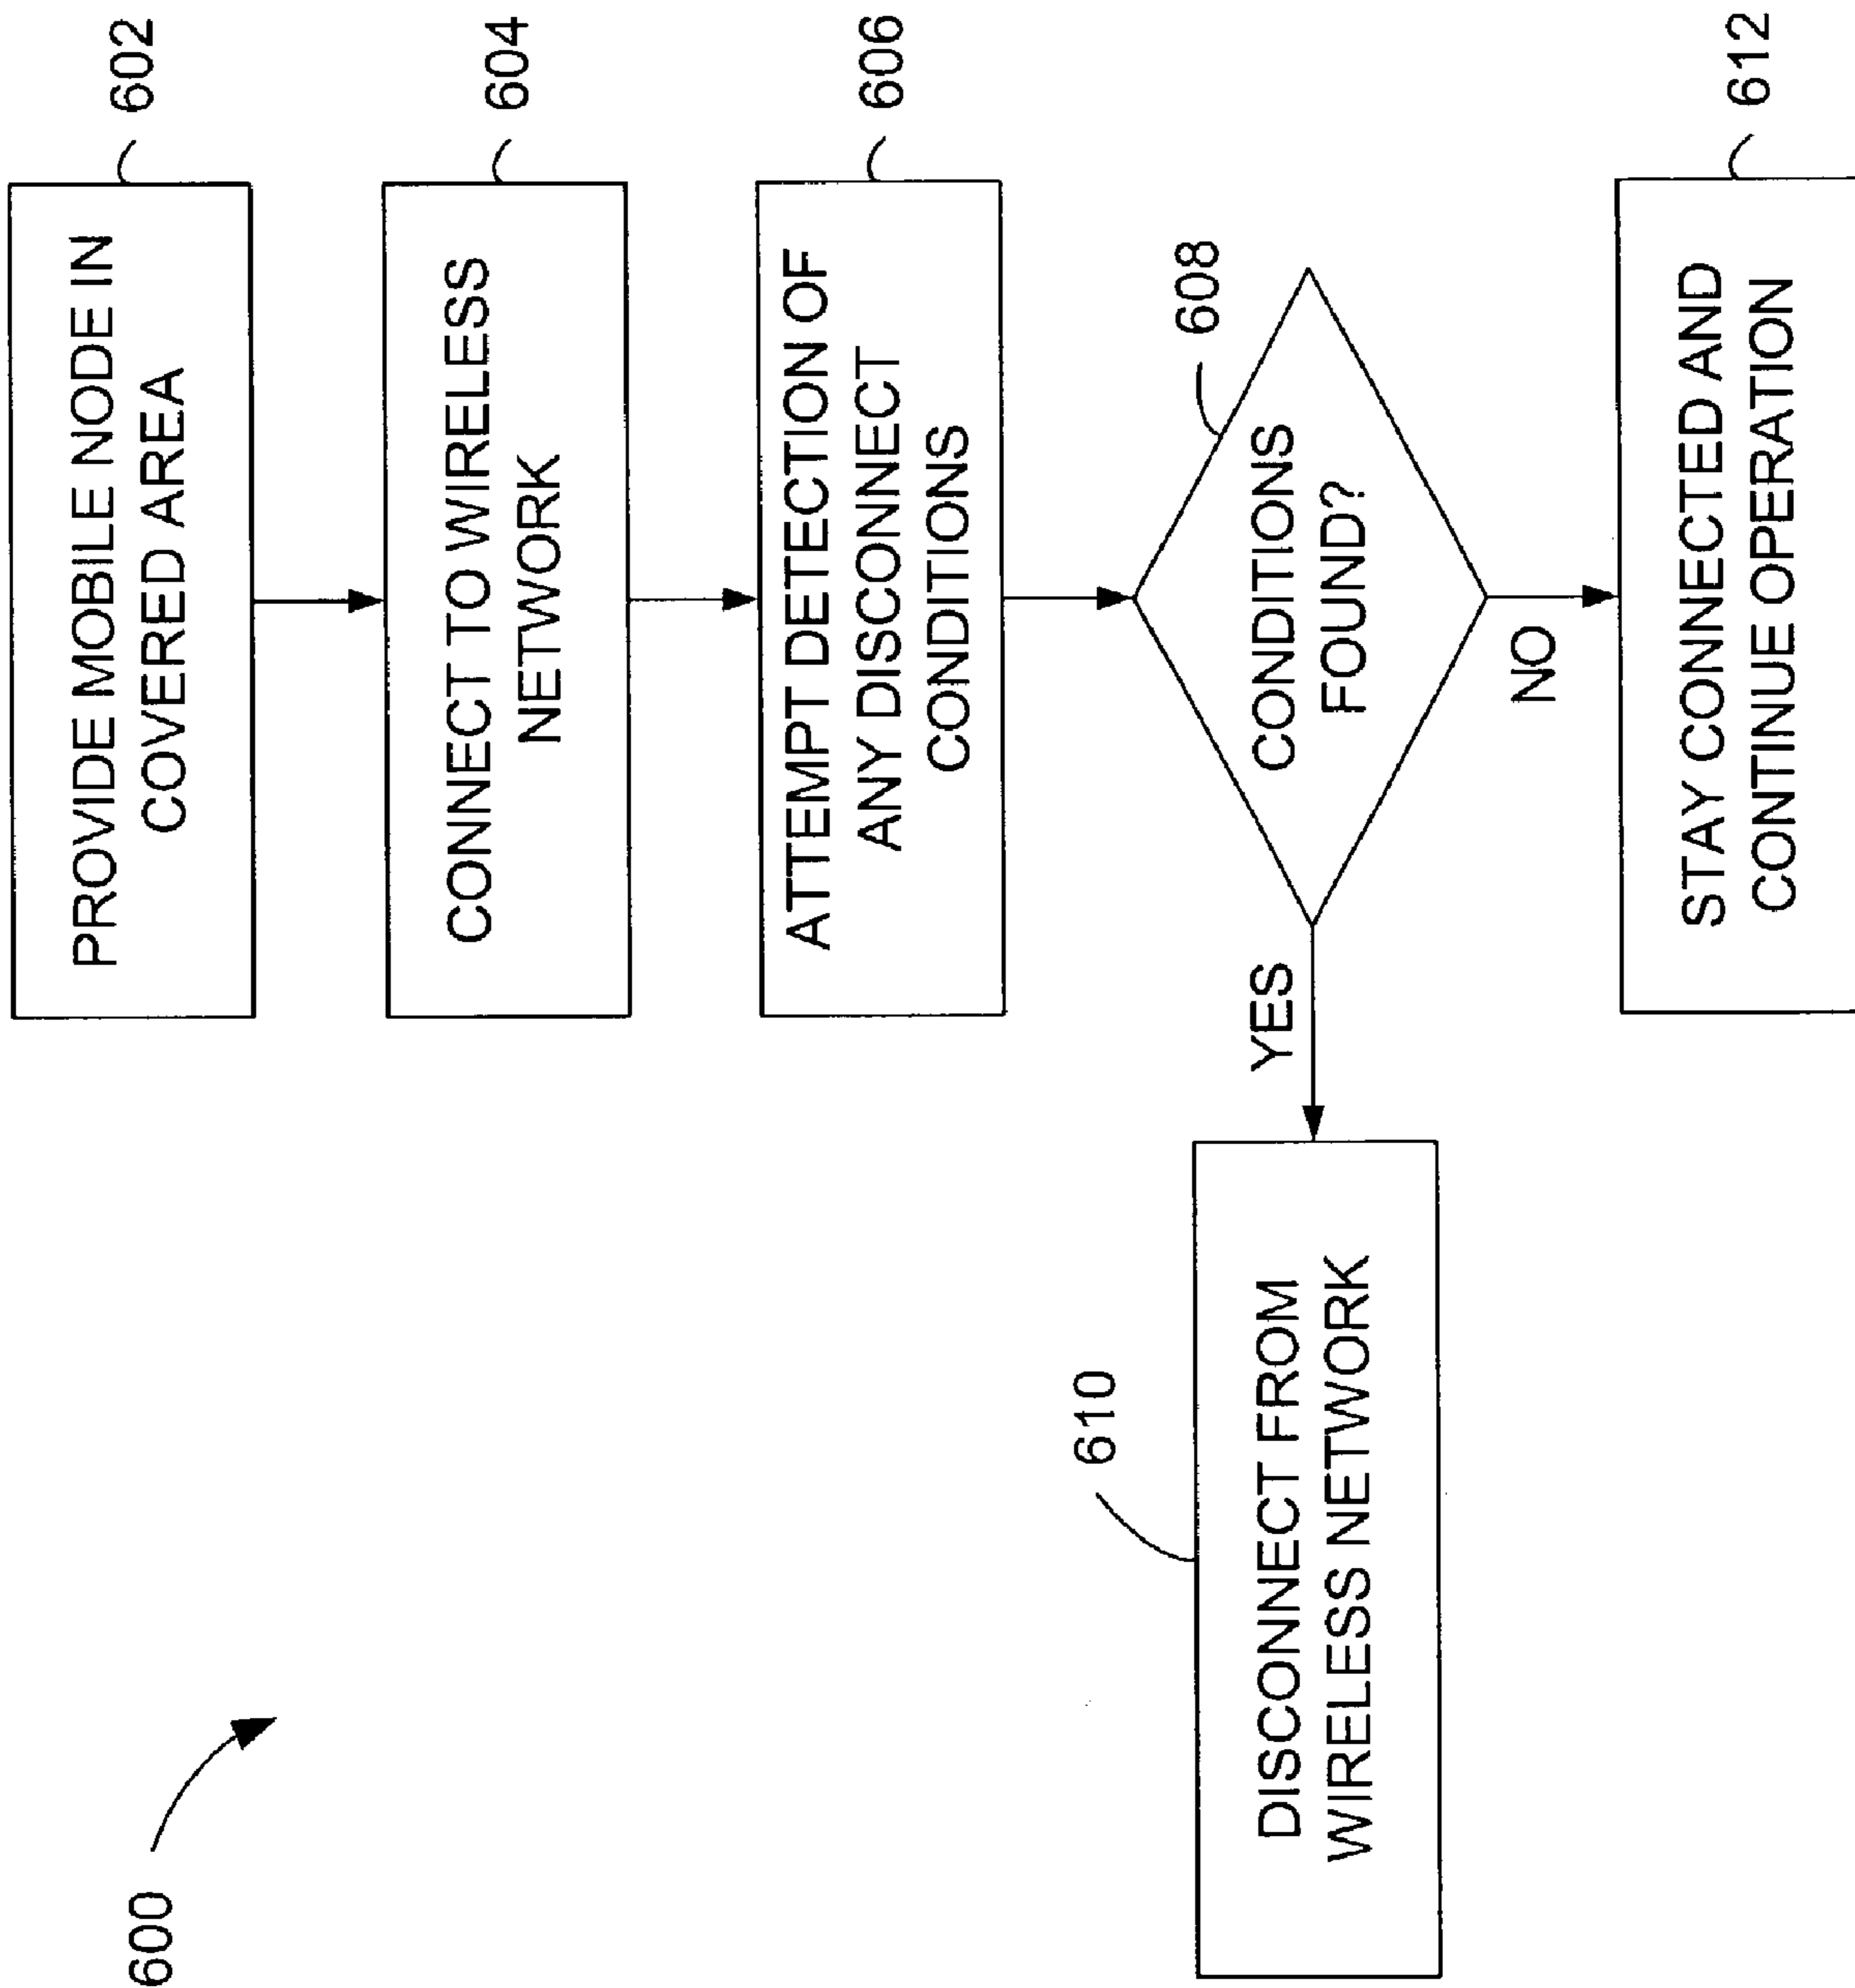 600
PROVIDE MOBILE NODE IN
COVERED AREA
602
CONNECT TO WIRELESS
NETWORK
604
ATTEMPT DETECTION OF
ANY DISCONNECT
CONDITIONS
606
CONDITIONS
FOUND?
608
YES
610
DISCONNECT FROM
WIRELESS NETWORK
NO
STAY CONNECTED AND
CONTINUE OPERATION
612